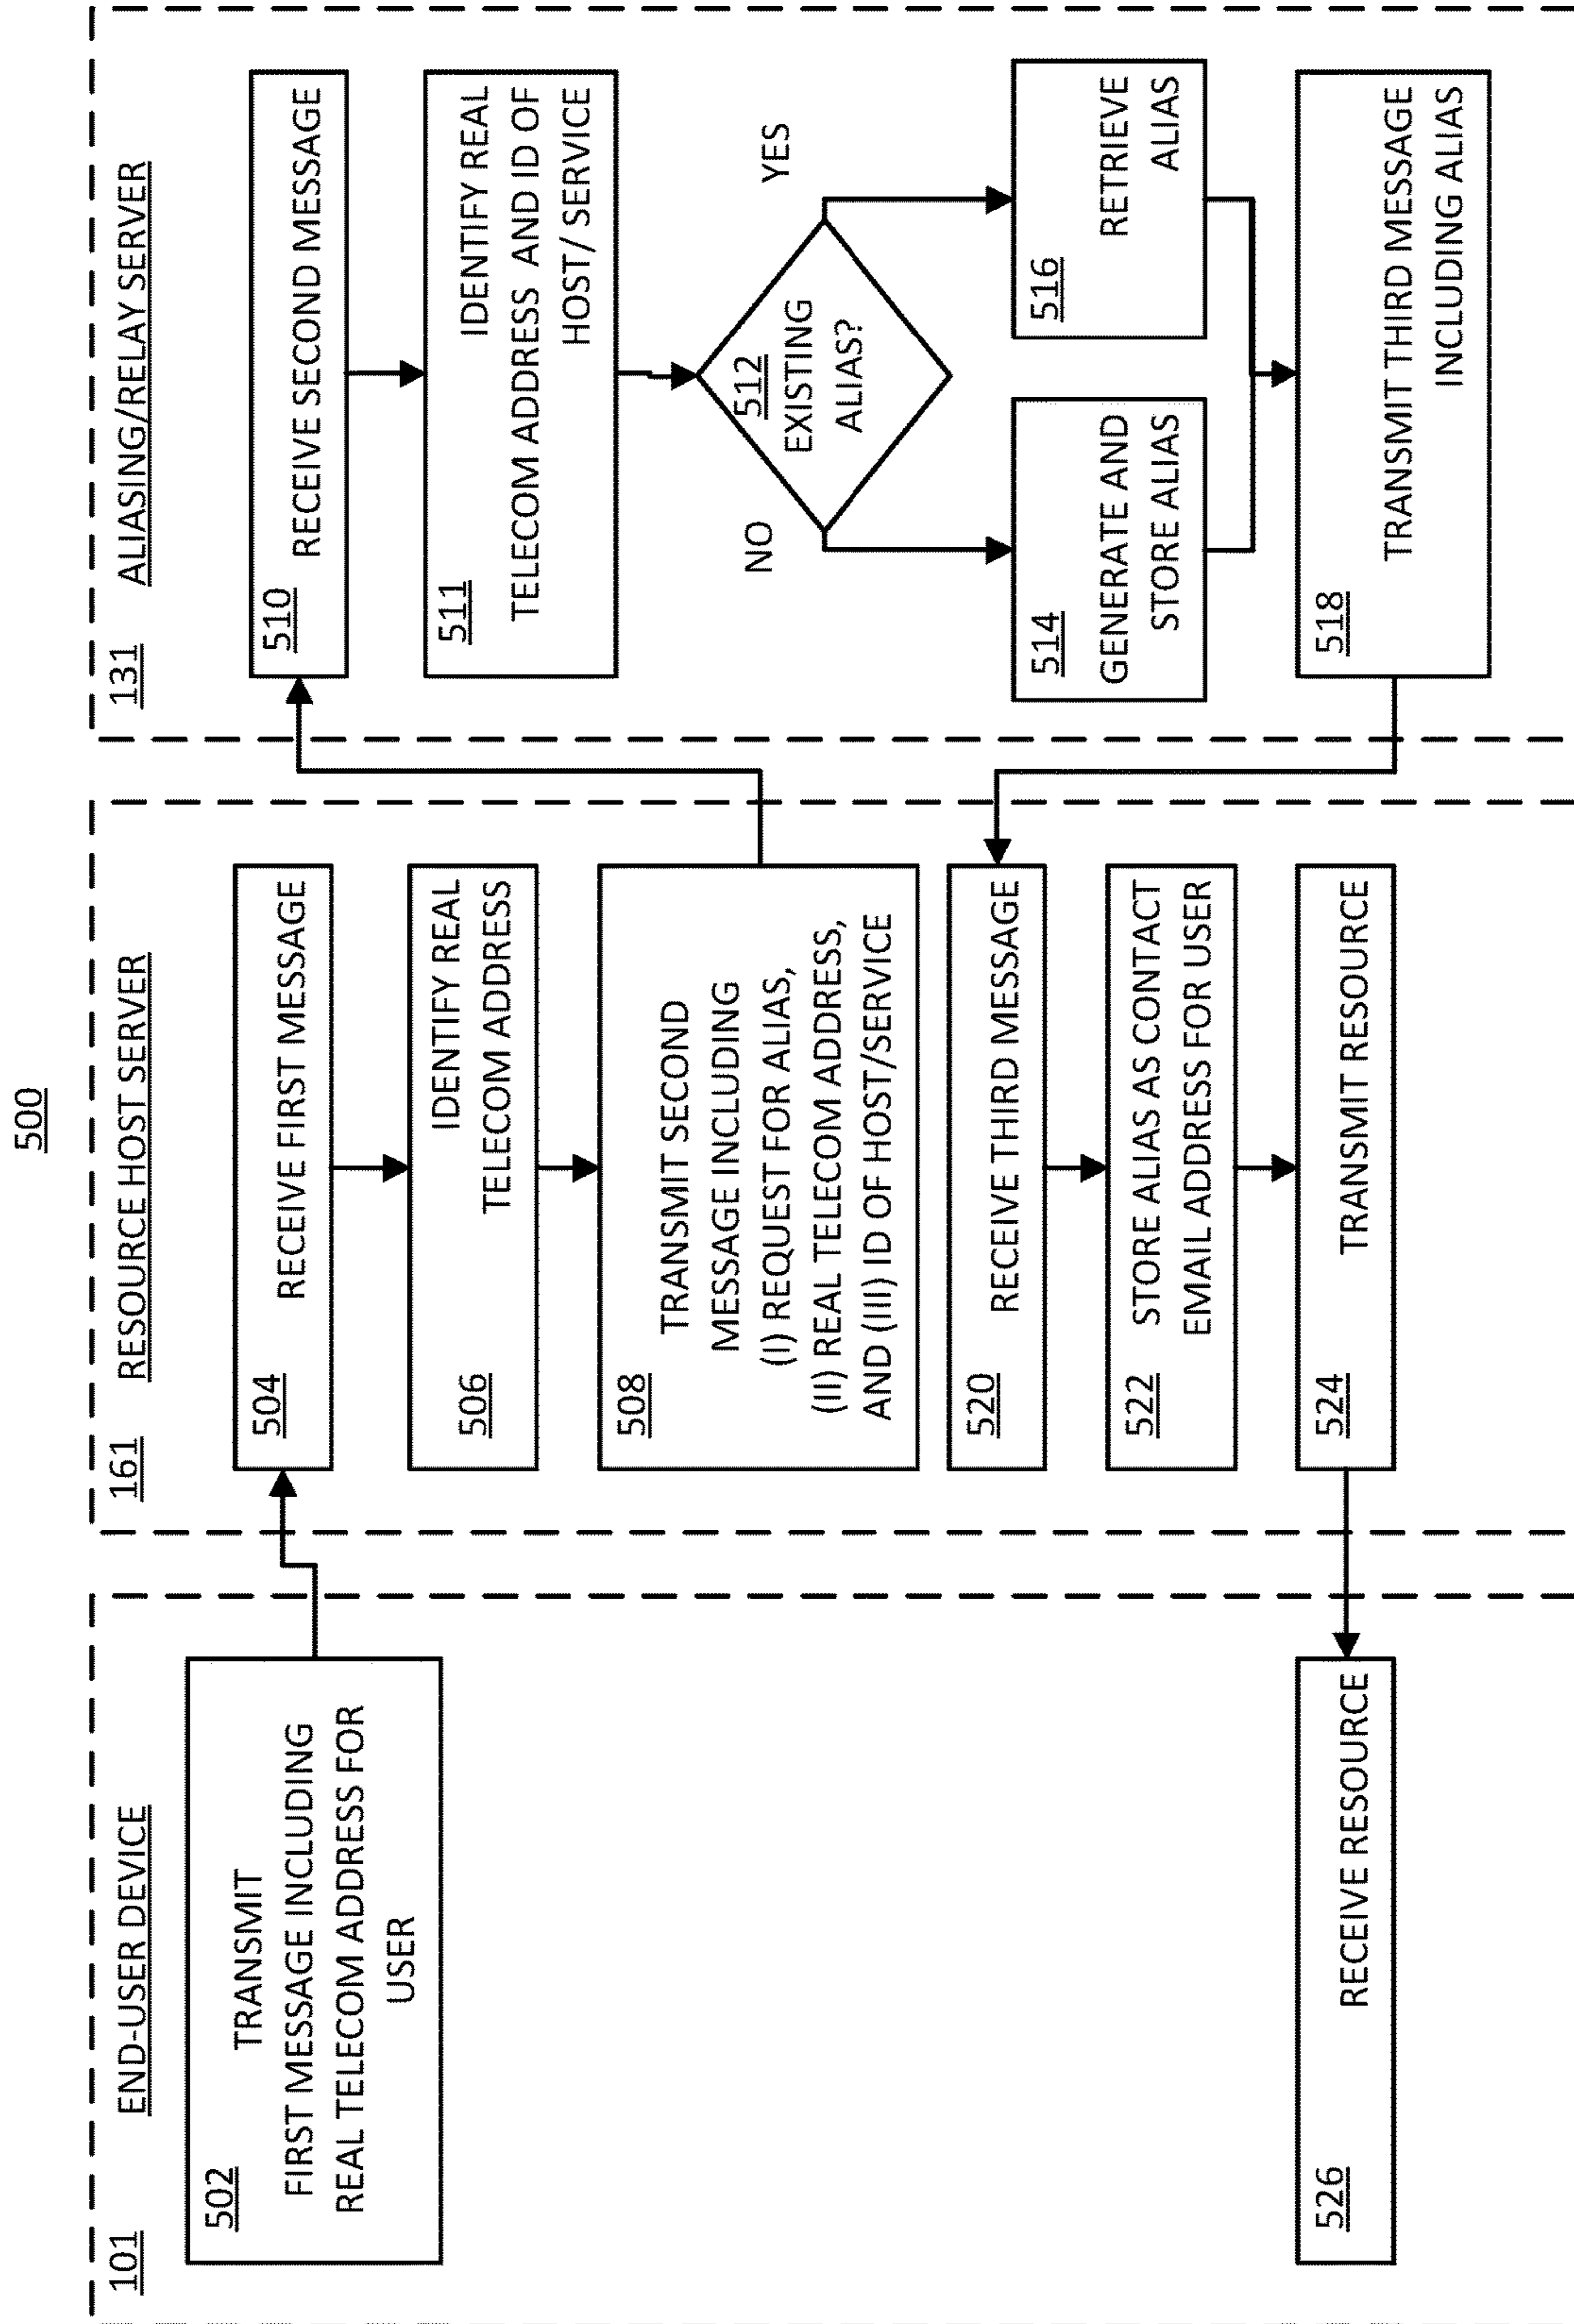 500
101 END-USER DEVICE
502
TRANSMIT
FIRST MESSAGE INCLUDING
REAL TELECOM ADDRESS FOR
USER
526
RECEIVE RESOURCE
161 RESOURCE HOST SERVER
504
RECEIVE FIRST MESSAGE
IDENTIFY REAL
506
TELECOM ADDRESS
508
TRANSMIT SECOND
MESSAGE INCLUDING
(I) REQUEST FOR ALIAS,
(II) REAL TELECOM ADDRESS,
AND (III) ID OF HOST/SERVICE
520
RECEIVE THIRD MESSAGE
522
STORE ALIAS AS CONTACT
EMAIL ADDRESS FOR USER
524
TRANSMIT RESOURCE
131 ALIASING/RELAY SERVER
510
RECEIVE SECOND MESSAGE
511
IDENTIFY REAL
TELECOM ADDRESS AND ID OF
HOST/ SERVICE
512
EXISTING
ALIAS?
NO
YES
514
GENERATE AND
STORE ALIAS
516
RETRIEVE
ALIAS
518
TRANSMIT THIRD MESSAGE
INCLUDING ALIAS